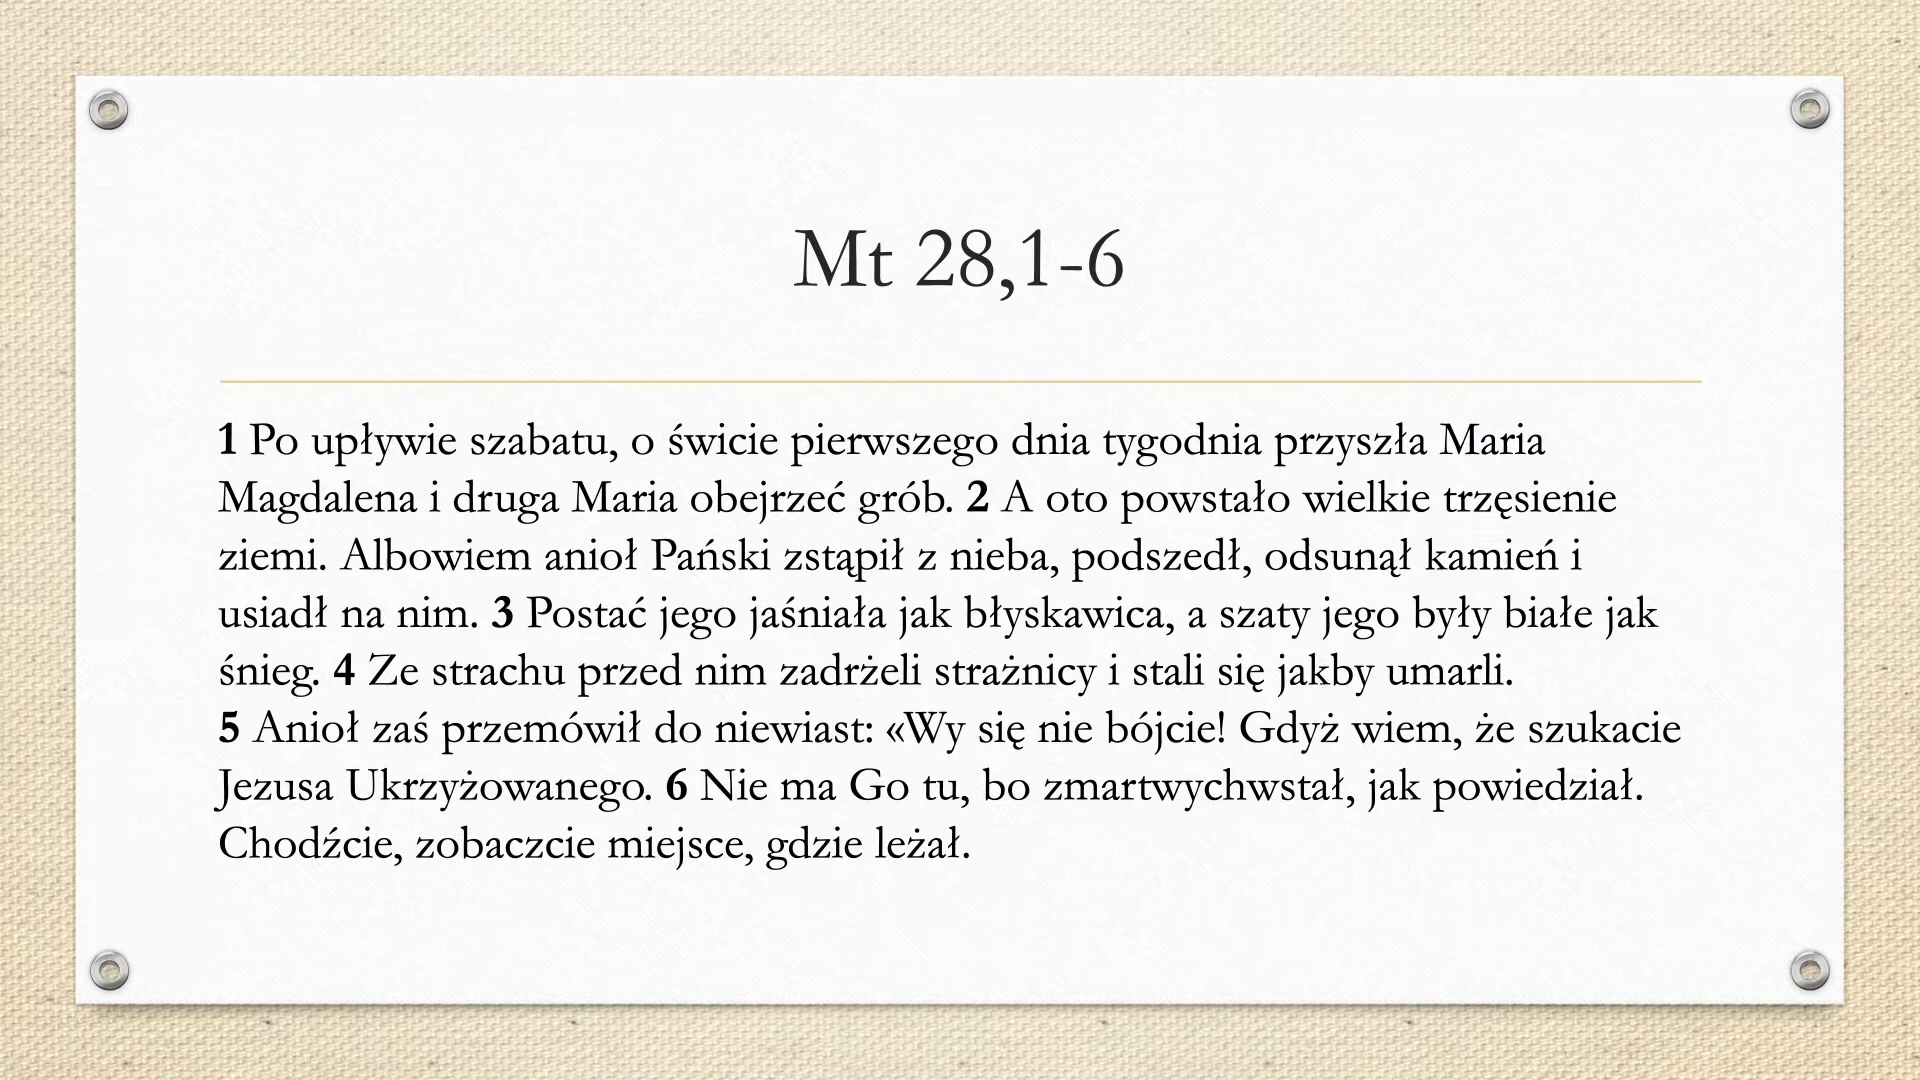 Mt 28,1-6
1 Po upływie szabatu, o świcie pierwszego dnia tygodnia przyszła Maria
Magdalena i druga Maria obejrzeć grób. 2 A oto powstało wielkie trzęsienie
ziemi. Albowiem anioł Pański zstąpił z nieba, podszedł, odsunął kamień i
usiadł na nim. 3 Postać jego jaśniała jak błyskawica, a szaty jego były białe jak
śnieg. 4 Ze strachu przed nim zadrżeli strażnicy i stali się jakby umarli.
5 Anioł zaś przemówił do niewiast: «Wy się nie bójcie! Gdyż wiem, że szukacie
Jezusa Ukrzyżowanego. 6 Nie ma Go tu, bo zmartwychwstał, jak powiedział.
Chodźcie, zobaczcie miejsce, gdzie leżał.